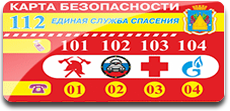 КАРТА БЕЗОПАСНОСТИ
112 ЕДИНАЯ СЛУЖБА СПАСЕНИЯ
101 102 103 104
01 02 03 04